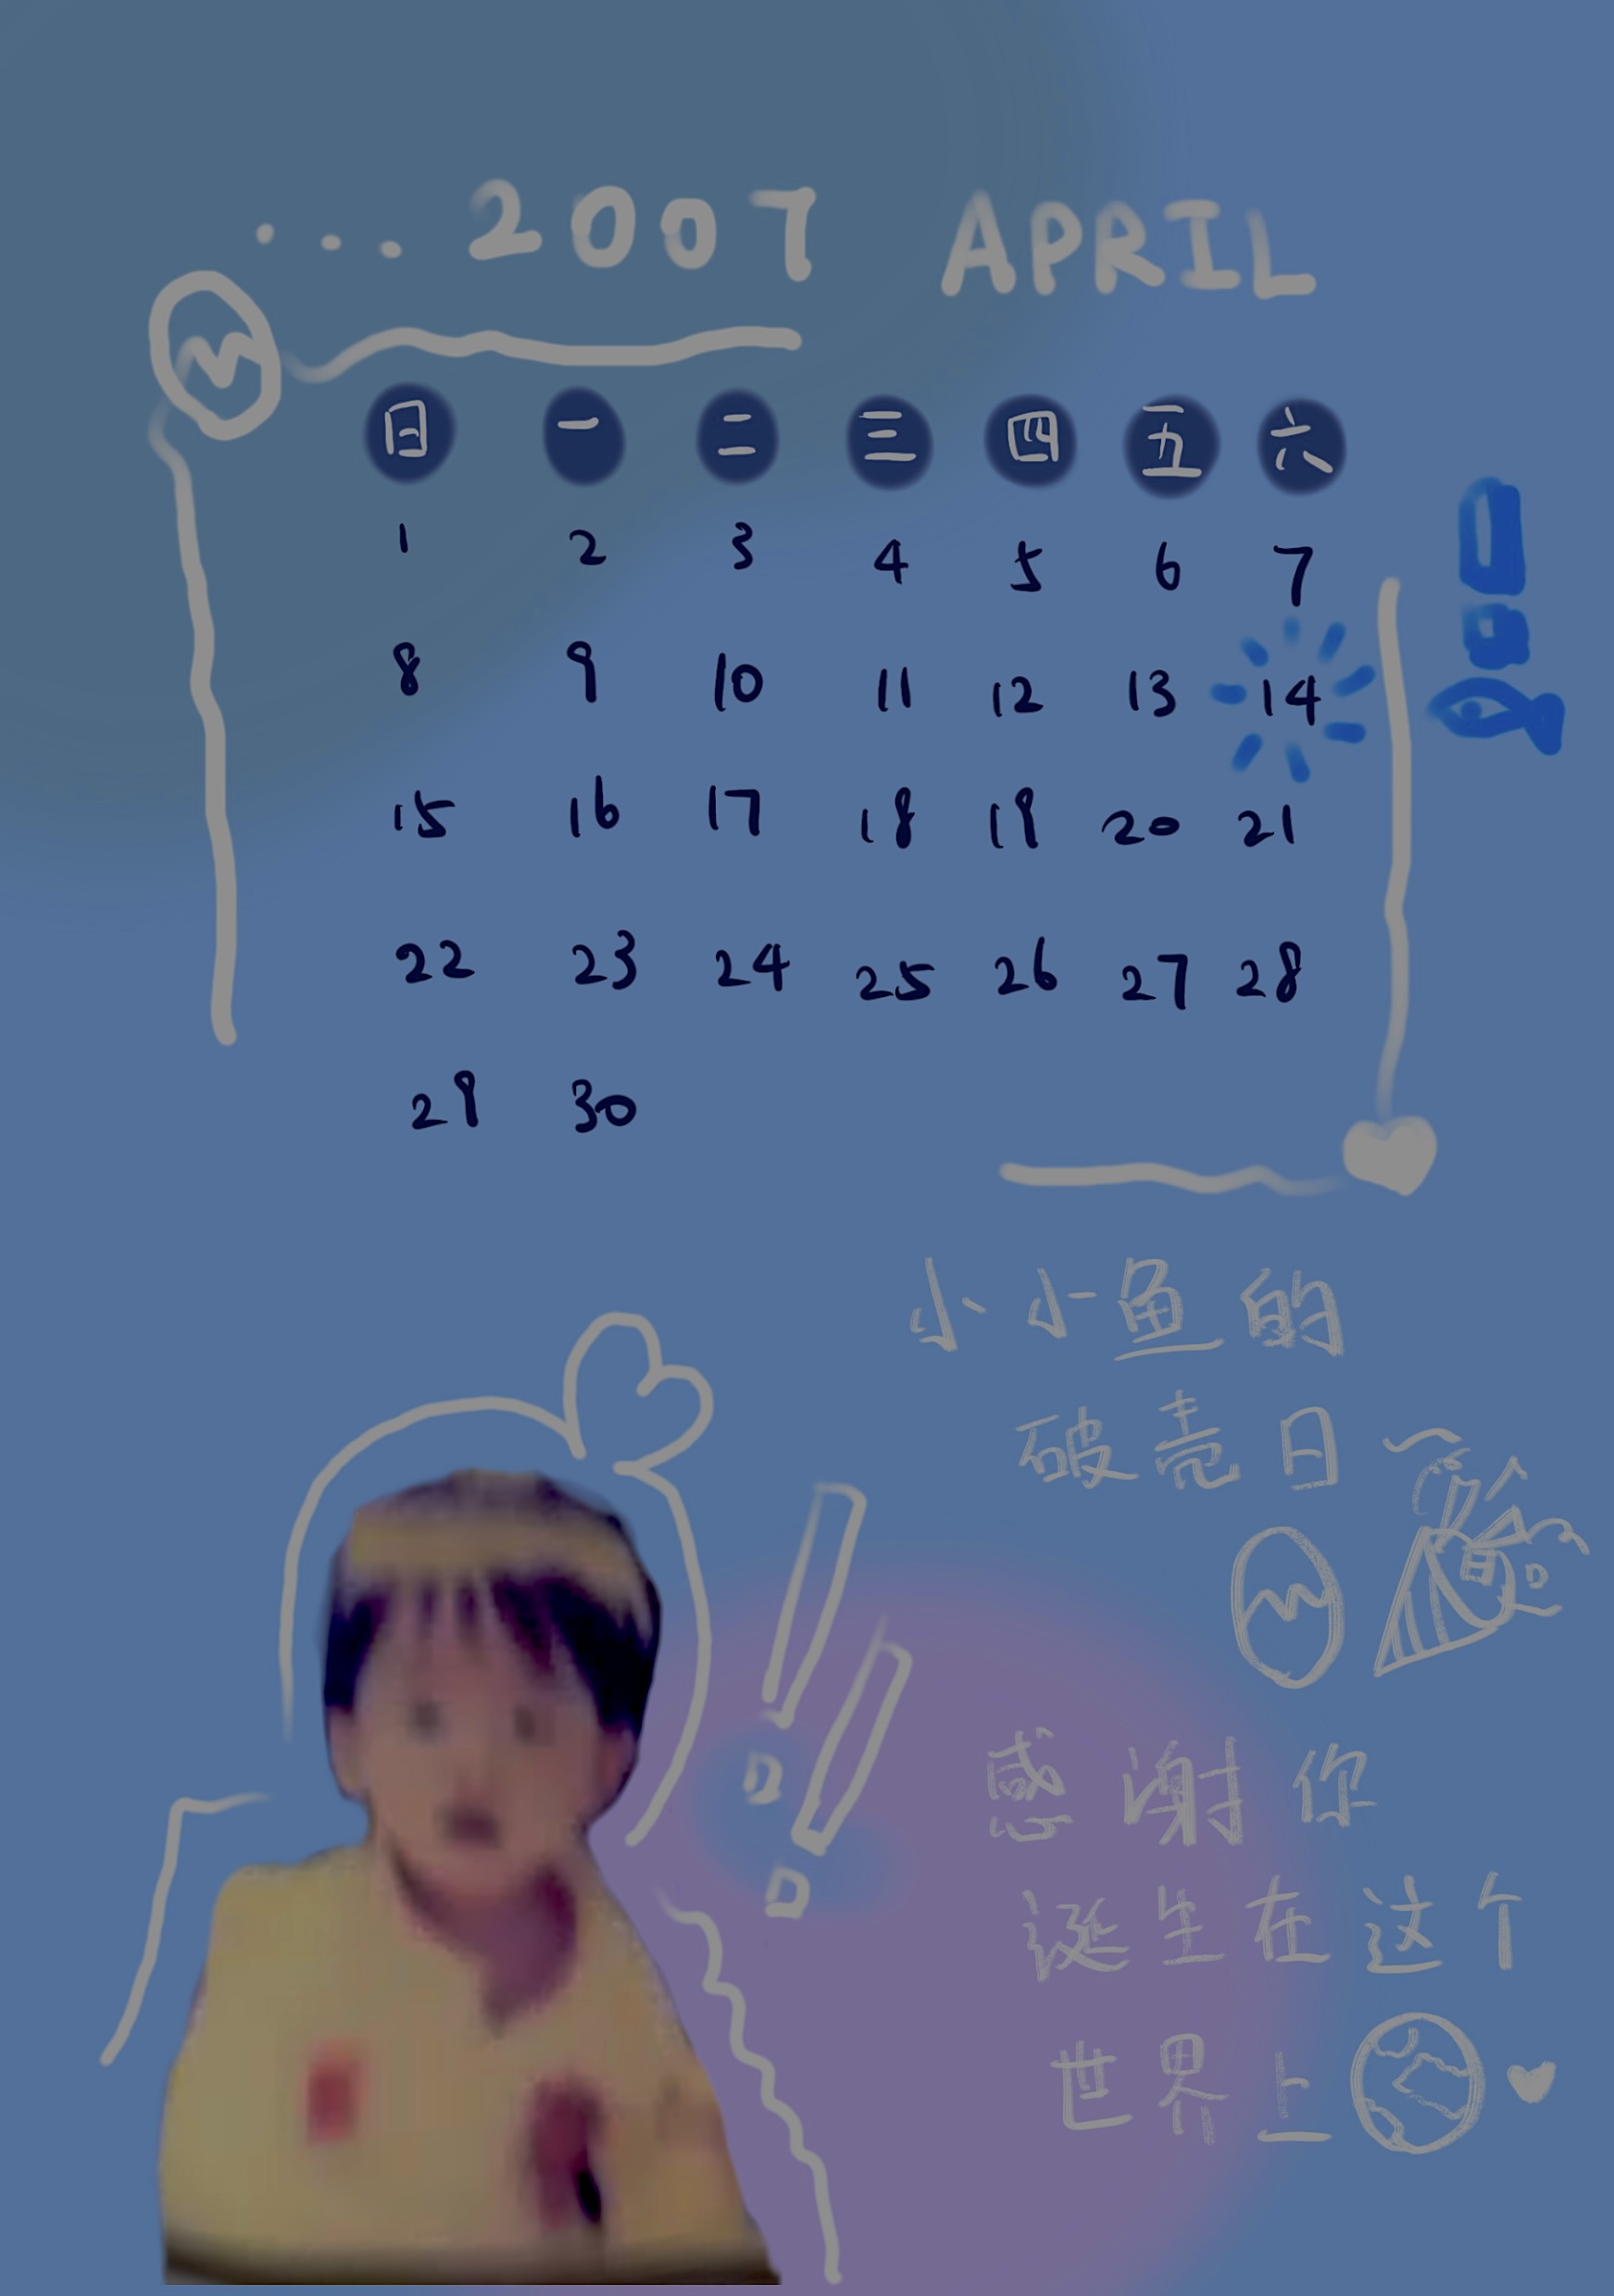 ... 2007 APRIL
日 一 二 三 四 五 六
1 2 3 4 5 6 7
8 9 10 11 12 13 14
15 16 17 18 19 20 21
22 23 24 25 26 27 28
29 30
小小鱼的
破壳日~
感谢你
诞生在这个
世界上